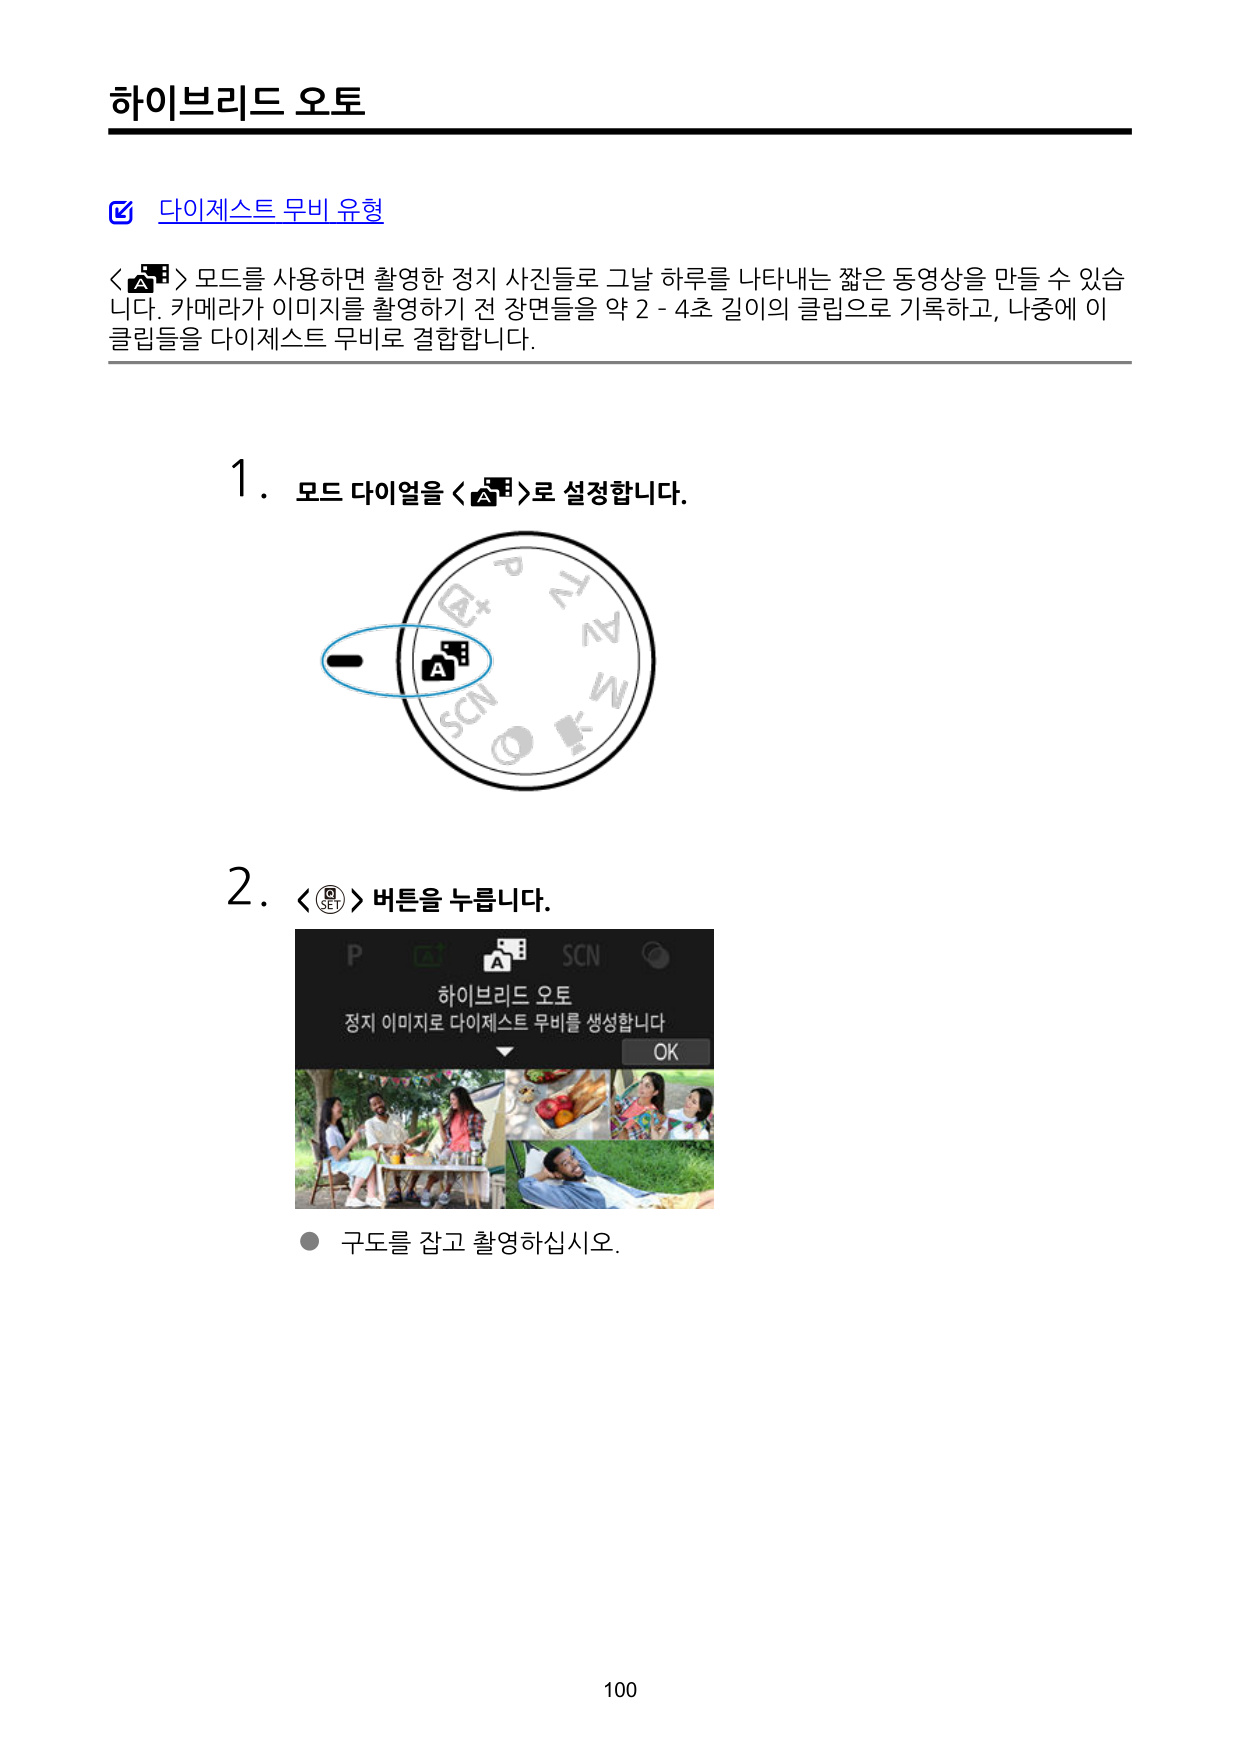 하이브리드 오토
다이제스트 무비 유형
< A > 모드를 사용하면 촬영한 정지 사진들로 그날 하루를 나타내는 짧은 동영상을 만들 수 있습
니다. 카메라가 이미지를 촬영하기 전 장면들을 약 2 - 4초 길이의 클립으로 기록하고, 나중에 이
클립들을 다이제스트 무비로 결합합니다.
1. 모드 다이얼을 < A >로 설정합니다.
P
Tv
A+
Av
A
M
SCN
2. < Q SET > 버튼을 누릅니다.
P A+ A SCN
하이브리드 오토
정지 이미지로 다이제스트 무비를 생성합니다
OK
● 구도를 잡고 촬영하십시오.
100